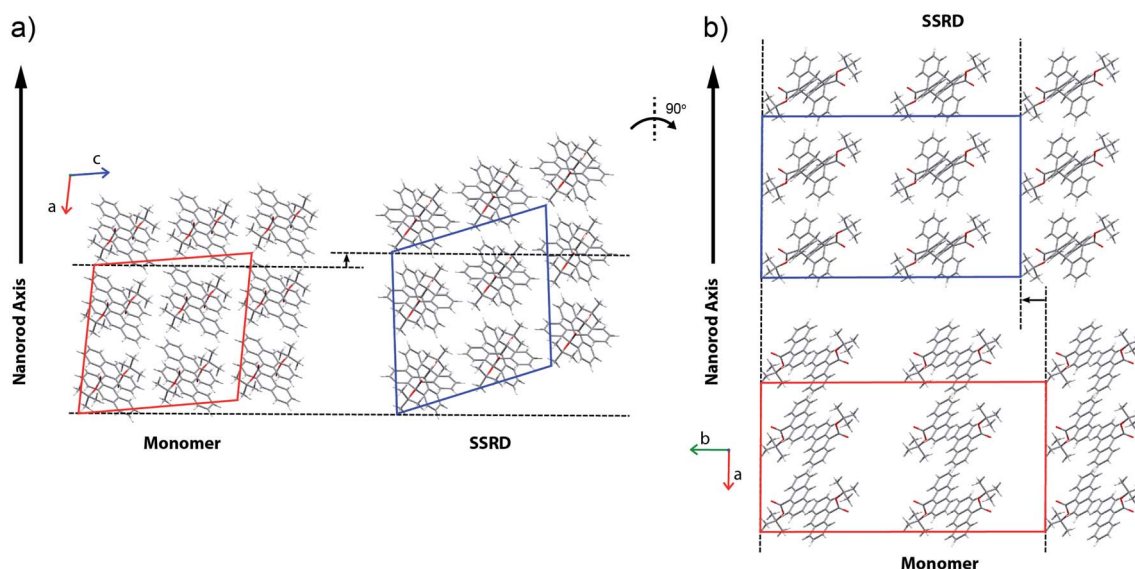 a)
Nanorod Axis
c
a
Monomer
SSRD
90°
b)
SSRD
Nanorod Axis
b
a
Monomer